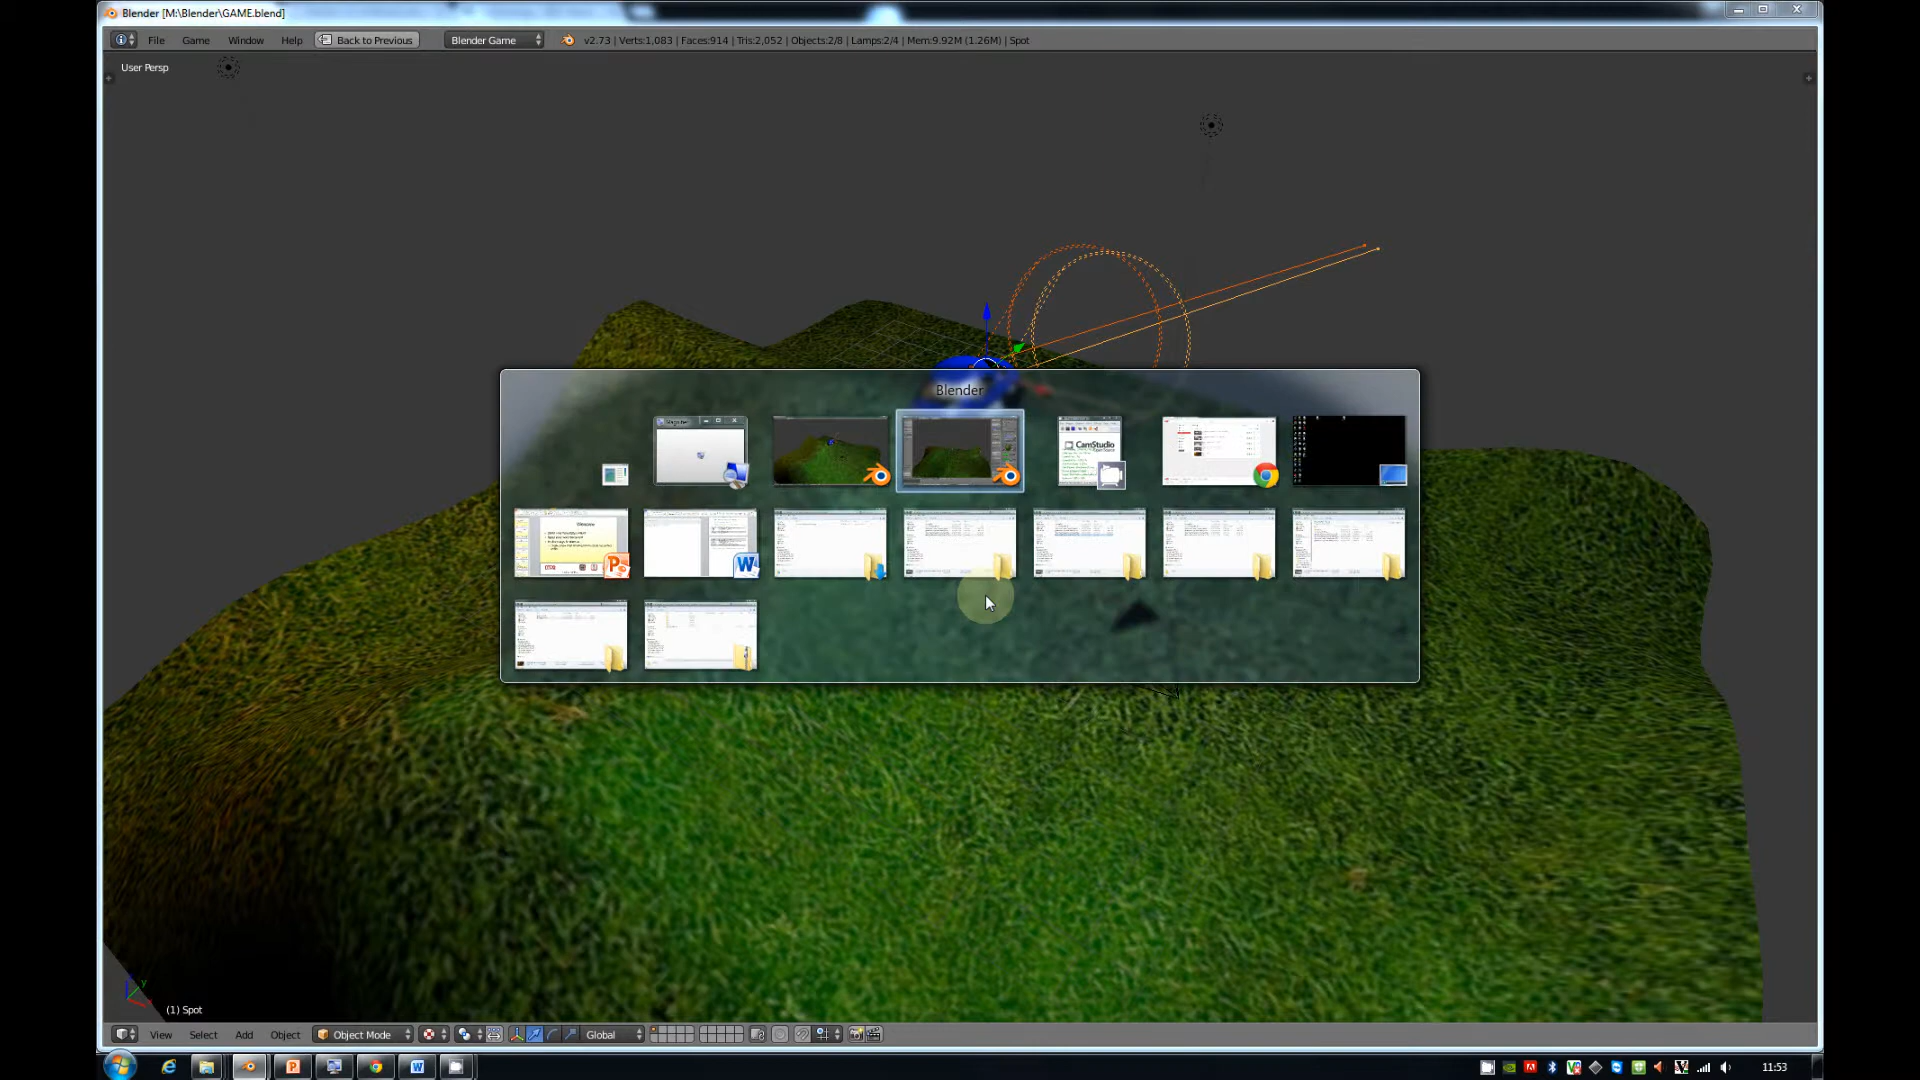 Blender [M:\Blender\GAME.blend]
File Game Window Help Back to Previous Blender Game v2.73 | Verts:1,083 | Faces:914 | Tris:2,052 | Objects:2/8 | Lamps:2/4 | Mem:9.92M (1.26M) | Spot
User Persp
Blender
Magnifier
CamStudio
(1) Spot
View Select Add Object Object Mode Global
11:53